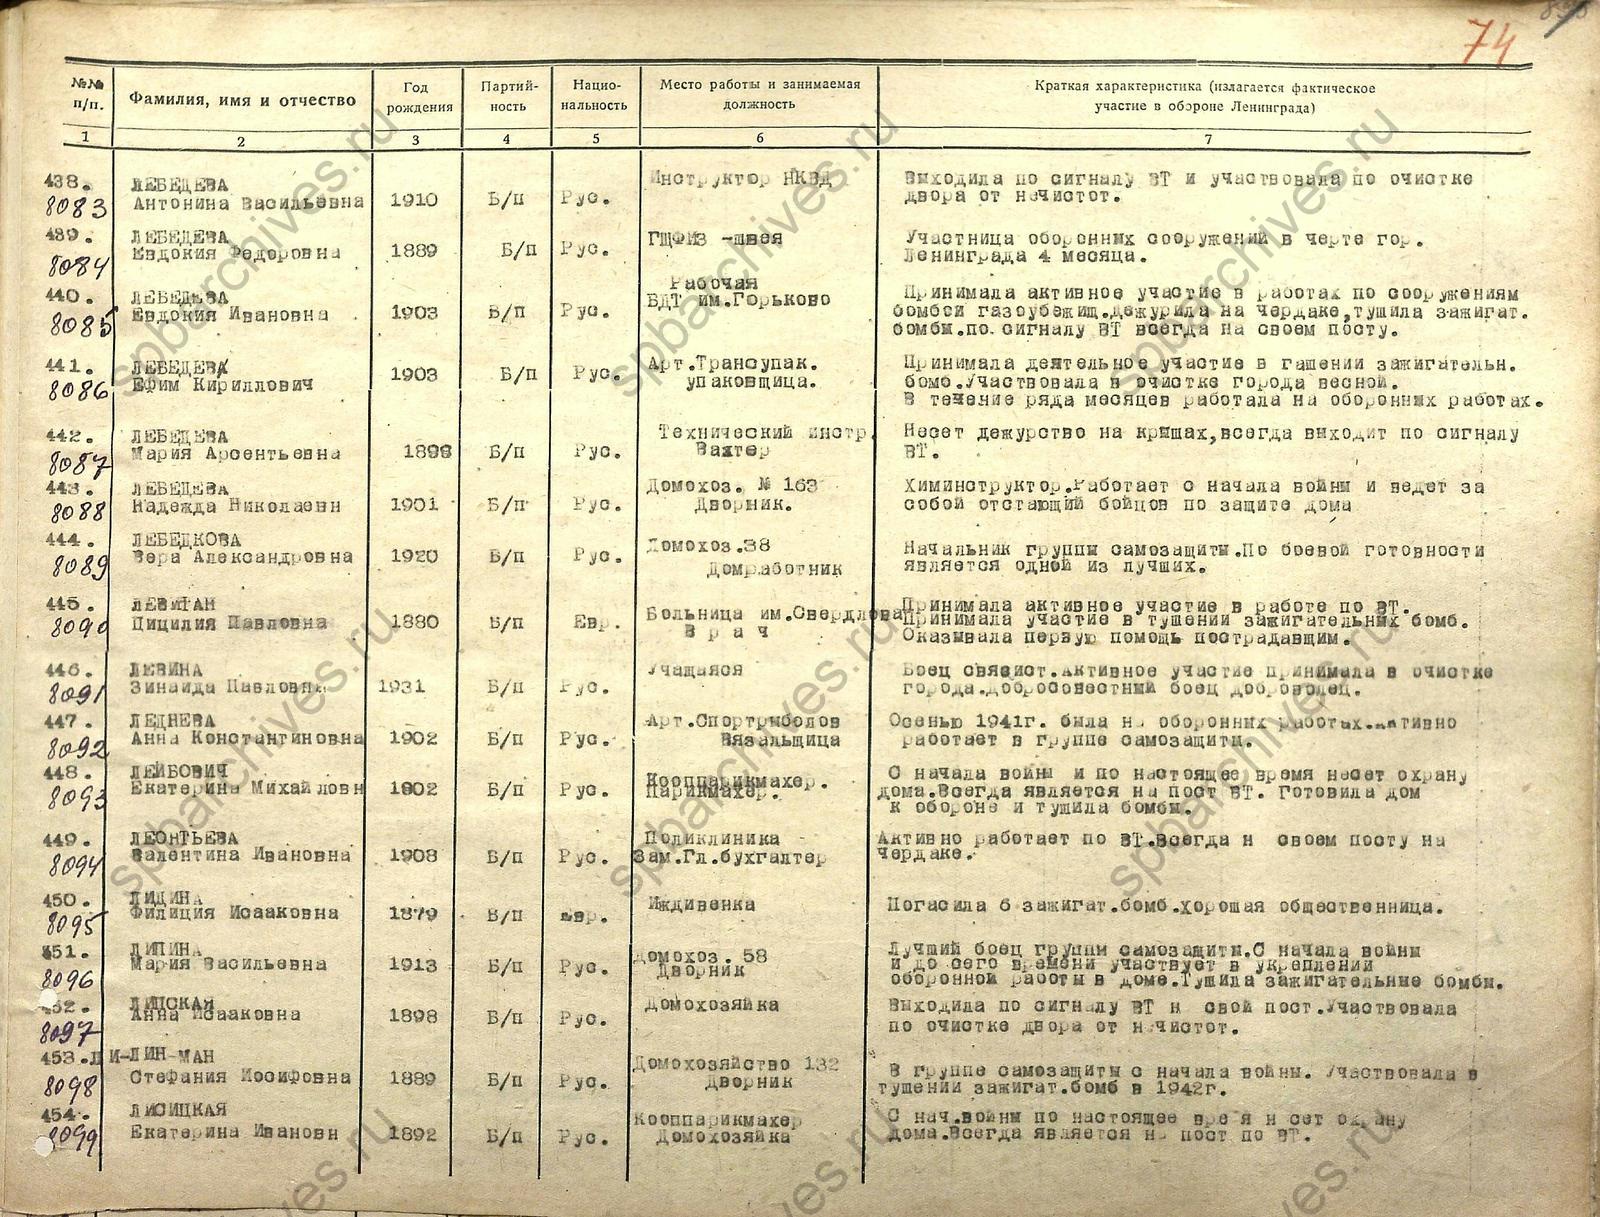 74
№№ п/п.
Фамилия, имя и отчество
Год рождения
Партий-ность
Нацио-нальность
Место работы и занимаемая должность
Краткая характеристика (излагается фактическое участие в обороне Ленинграда)
1 2 3 4 5 6 7
438. ЛЕБЕДЕВА Инструктор НКВД Выходила по сигналу ВТ и участвовала по очистке
8083 Антонина Васильевна 1910 Б/п Рус. двора от нечистот.
439. ЛЕБЕДЕВА ГЩФИЗ -швея Участница оборонных сооружений в черте гор.
8084 Евдокия Федоровна 1889 Б/п Рус. Ленинграда 4 месяца.
Рабочая
440. ЛЕБЕДЕВА БДТ им.Горьково Принимала активное участие в работах по сооружениям
8085 Евдокия Ивановна 1903 Б/п Рус. бомбои газоубежищ.дежурила на чердаке,тушила зажигат.
бомбы.по сигналу ВТ всегда на своем посту.
441. ЛЕБЕДЕВ Арт.Трансупак. Принимала деятельное участие в гашении зажигательн.
8086 Ефим Кириллович 1903 Б/п Рус. упаковщица. бомб.Участвовала в очистке города весной.
В течение ряда месяцев работала на оборонных работах.
442. ЛЕБЕДЕВА Технический инстр. Несет дежурство на крышах,всегда выходит по сигналу
8087 Мария Арсентьевна 1899 Б/п Рус. Вахтер ВТ.
443. ЛЕБЕДЕВА Домохоз. № 163 Химинструктор.Работает с начала войны и ведет за
8088 Надежда Николаевн 1901 Б/п Рус. Дворник. собой отстающий бойцов по защите дома
444. ЛЕБЕДКОВА Домохоз.38 Начальник группы самозащиты.По боевой готовности
8089 Вера Александровна 1920 Б/п Рус. Домработник является одной из лучших.
445. ЛЕВИТАН Больница им.Свердлова Принимала активное участие в работе по ВТ.
8090 Цицилия Павловна 1880 Б/п Евр. В р а ч Принимала участие в тушении зажигательных бомб.
Оказывала первую помощь пострадавщим.
446. ЛЕВИНА Учащаяся Боец связист.Активное участие принимала в очистке
8091 Зинаида Павловна 1931 Б/п Рус. города.добросовестный боец доброволец.
447. ЛЕДНЕВА Арт.Спортрыболов Осенью 1941г. была н оборонных работах.активно
8092 Анна Константиновна 1902 Б/п Рус. Вязальщица работает в группе самозащиты.
448. ЛЕЙБОВИЧ Кооппарикмахер. С начала войны и по настоящее время несет охрану
8093 Екатерина Михайловн 1902 Б/п Рус. Парикмахер. дома.Всегда является на пост ВТ. Готовила дом
к обороне и тушила бомбы.
449. ЛЕОНТЬЕВА Поликлиника Активно работает по ВТ.Всегда н своем посту на
8094 Валентина Ивановна 1908 Б/п Рус. Зам.Гл.бухгалтер чердаке.
450. ЛИДИНА Иждивенка Погасила 6 зажигат.бомб.хорошая общественница.
8095 Филиция Исааковна 1879 Б/п Евр.
451. ЛИПИНА Домохоз. 58 Лучший боец группы самозащиты.С начала войны
8096 Мария Васильевна 1913 Б/п Рус. Дворник и до сего времени участвует в укреплении
оборонной работы в доме.Тушила зажигательные бомбы.
452. ЛИПСКАЯ Домохозяйка Выходила по сигналу ВТ н свой пост.Участвовала
8097 Анна Исааковна 1898 Б/п Рус. по очистке двора от н чистот.
453.ЛИ-ЛИН-МАН Домохозяйство 132 В группе самозащиты с начала войны. Участвовала в
8098 Стефания Иосифовна 1889 Б/п Рус. Дворник тушении зажигат.бомб в 1942г.
454. ЛИСИЦКАЯ Кооппарикмахер С нач.войны по настоящее вре я н сет охрану
8099 Екатерина Ивановн 1892 Б/п Рус. Домохозяйка дома.Всегда является н пост по ВТ.
spbarchives.ru